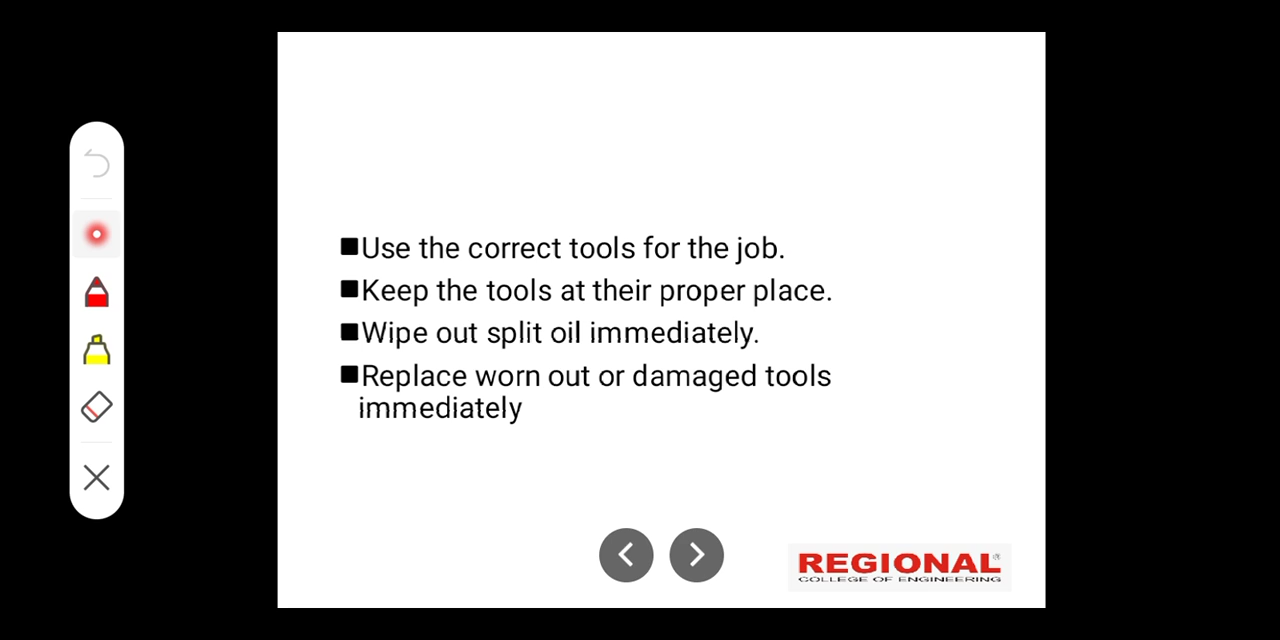 ■Use the correct tools for the job.
■Keep the tools at their proper place.
■Wipe out split oil immediately.
■Replace worn out or damaged tools
immediately
REGIONAL
COLLEGE OF ENGINEERING